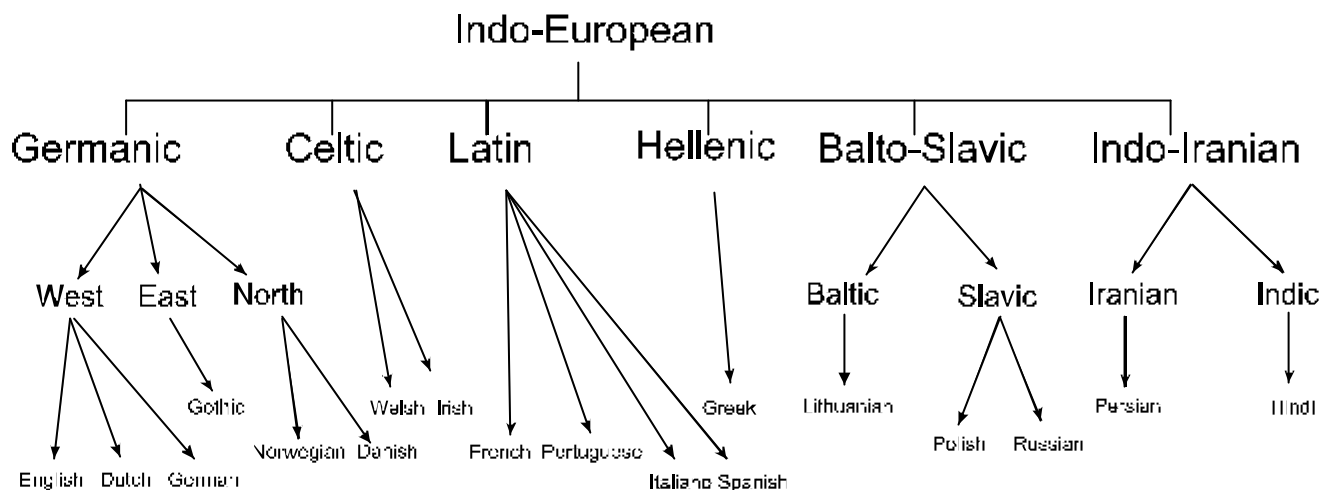 Indo-European
Germanic Celtic Latin Hellenic Balto-Slavic Indo-Iranian
West East North Baltic Slavic Iranian Indic
Gothic Welsh Irish Greek Lithuanian Persian Hindi
Norwegian Danish French Portuguese Polish Russian
English Dutch German Italiano Spanish